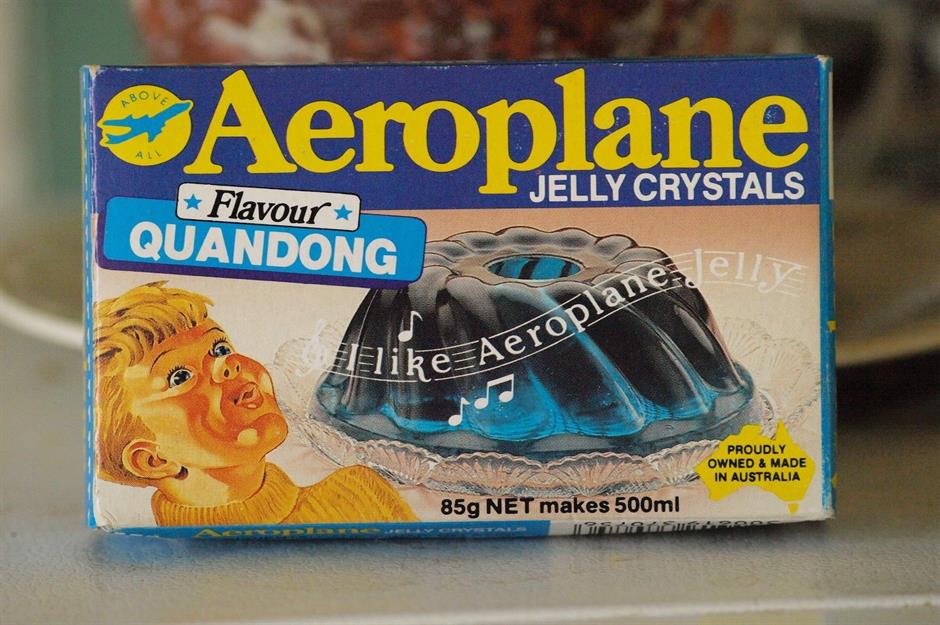 ABOVE
ALL
Aeroplane
JELLY CRYSTALS
Flavour
QUANDONG
I like Aeroplane Jelly
PROUDLY
OWNED & MADE
IN AUSTRALIA
85g NET makes 500ml
Aeroplane JELLY CRYSTALS